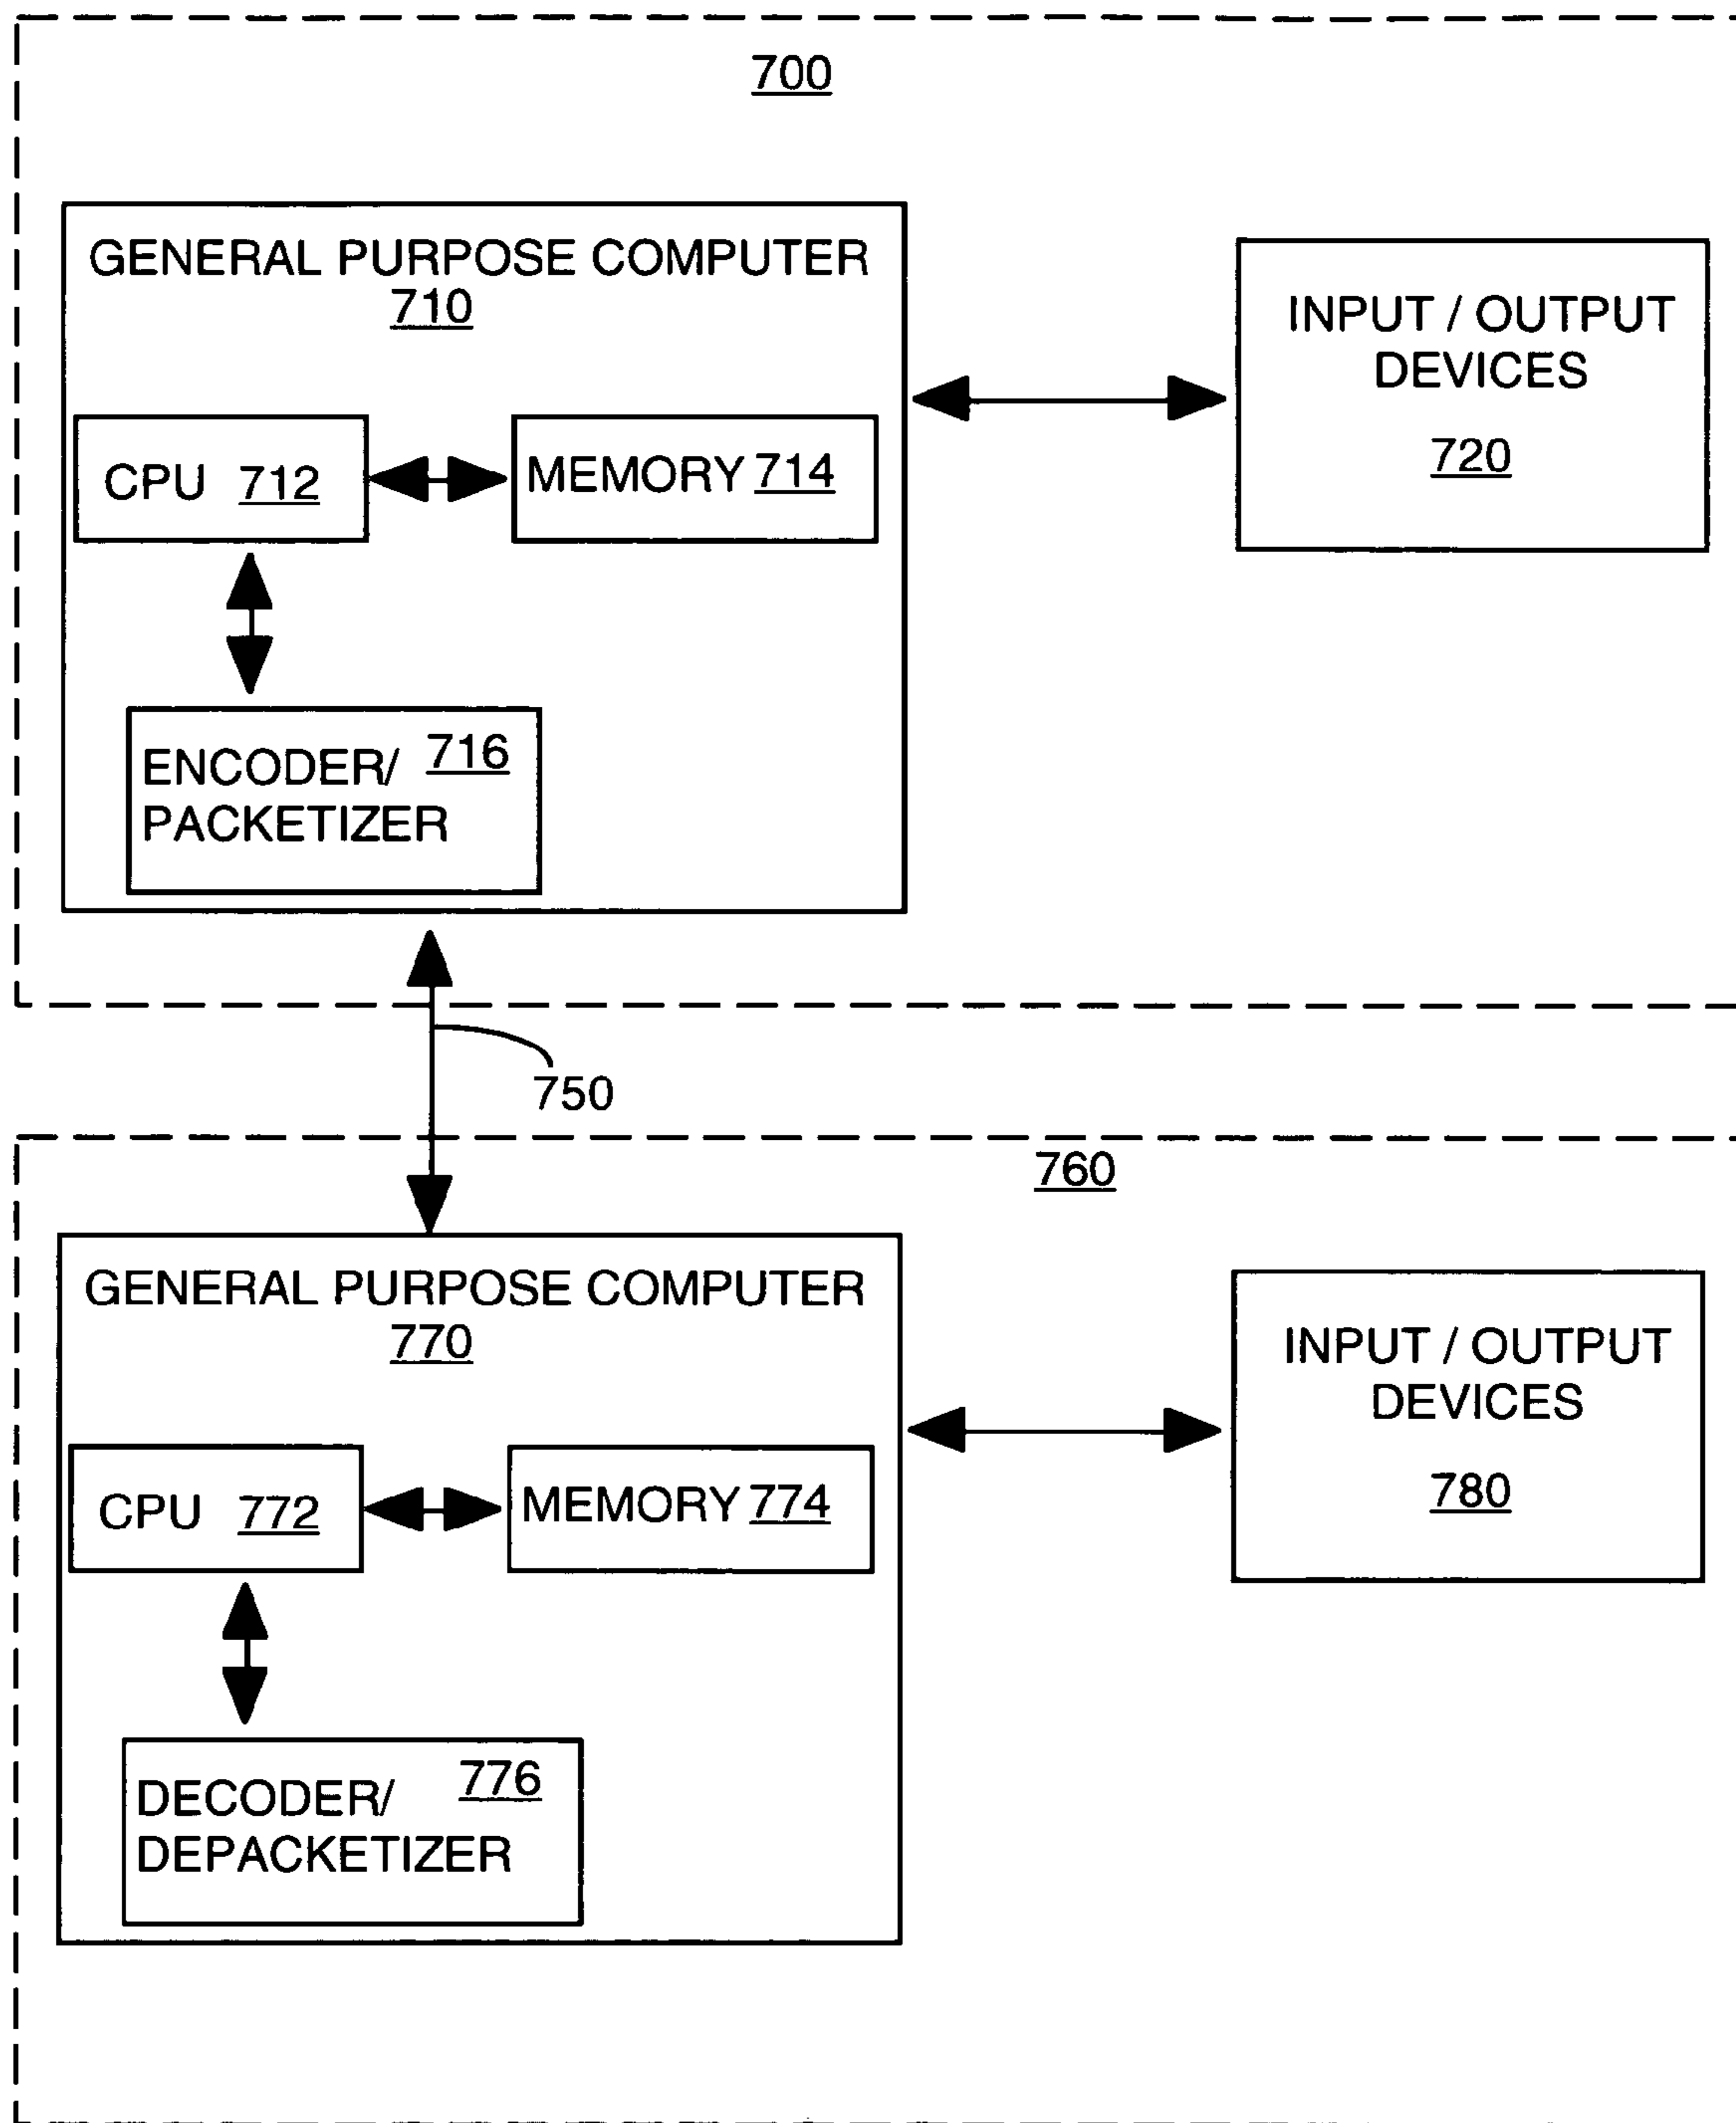 700
GENERAL PURPOSE COMPUTER
710
INPUT / OUTPUT
DEVICES
720
CPU 712
MEMORY 714
ENCODER/ 716
PACKETIZER
750
760
GENERAL PURPOSE COMPUTER
770
INPUT / OUTPUT
DEVICES
780
CPU 772
MEMORY 774
DECODER/ 776
DEPACKETIZER